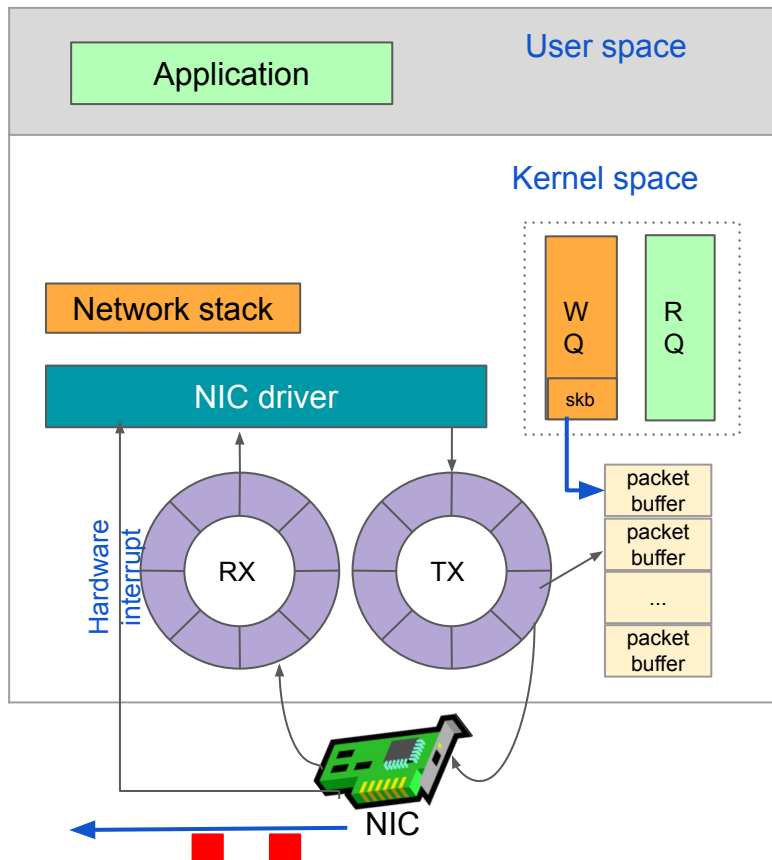 User space
Application
Kernel space
W
Q
R
Q
skb
Network stack
NIC driver
packet
buffer
packet
buffer
...
packet
buffer
Hardware
interrupt
RX
TX
NIC